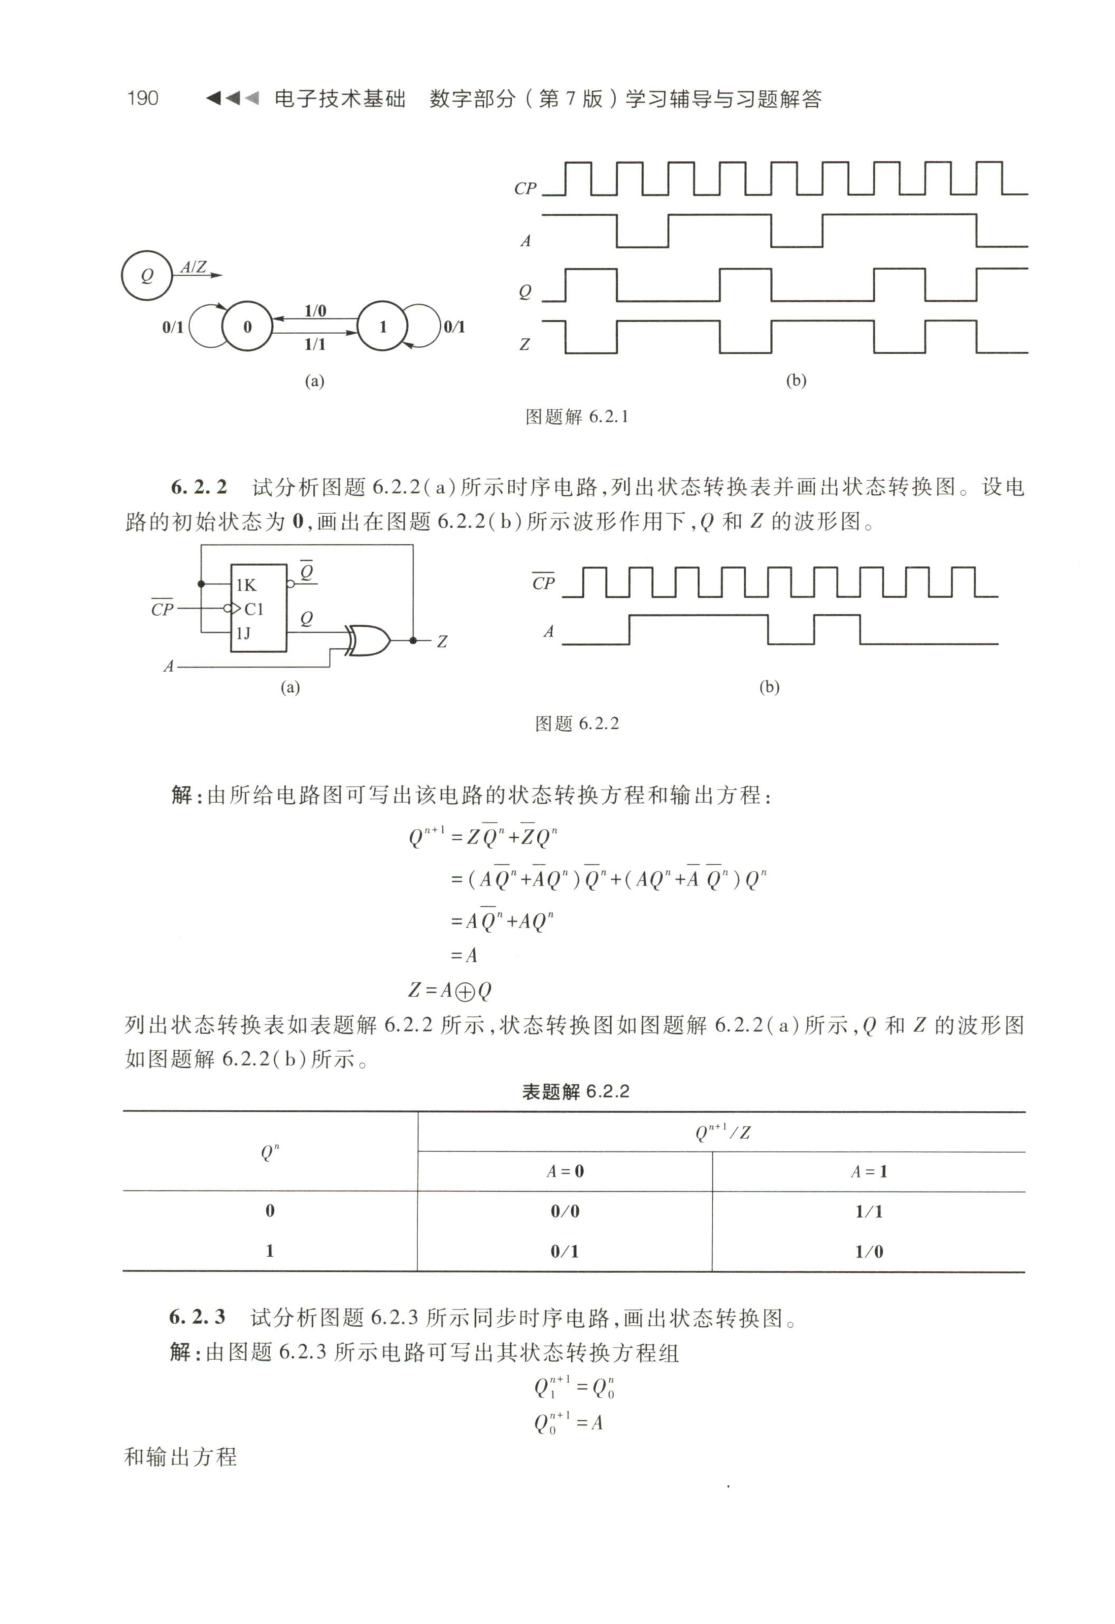 190 ◀◀◀ 电子技术基础 数字部分(第7版)学习辅导与习题解答
CP
A
Q
Z
Q A/Z
0/1 0 1/0 1/1 1 0/1
(a)
(b)
图题解 6.2.1
6.2.2 试分析图题 6.2.2(a)所示时序电路,列出状态转换表并画出状态转换图。设电
路的初始状态为 0,画出在图题 6.2.2(b)所示波形作用下,Q 和 Z 的波形图。
1K Q̅
C̅P̅ C1
1J Q
Z
A
(a)
C̅P̅
A
(b)
图题 6.2.2
解:由所给电路图可写出该电路的状态转换方程和输出方程:
Qⁿ⁺¹=ZQ̅ⁿ+Z̅Qⁿ
=(AQ̅ⁿ+A̅Qⁿ)Q̅ⁿ+(AQⁿ+A̅ Q̅ⁿ)Qⁿ
=AQ̅ⁿ+AQⁿ
=A
Z=A⊕Q
列出状态转换表如表题解 6.2.2 所示,状态转换图如图题解 6.2.2(a)所示,Q 和 Z 的波形图
如图题解 6.2.2(b)所示。
表题解 6.2.2
Qⁿ Qⁿ⁺¹/Z
A=0 A=1
0 0/0 1/1
1 0/1 1/0
6.2.3 试分析图题 6.2.3 所示同步时序电路,画出状态转换图。
解:由图题 6.2.3 所示电路可写出其状态转换方程组
Q₁ⁿ⁺¹=Q₀ⁿ
Q₀ⁿ⁺¹=A
和输出方程